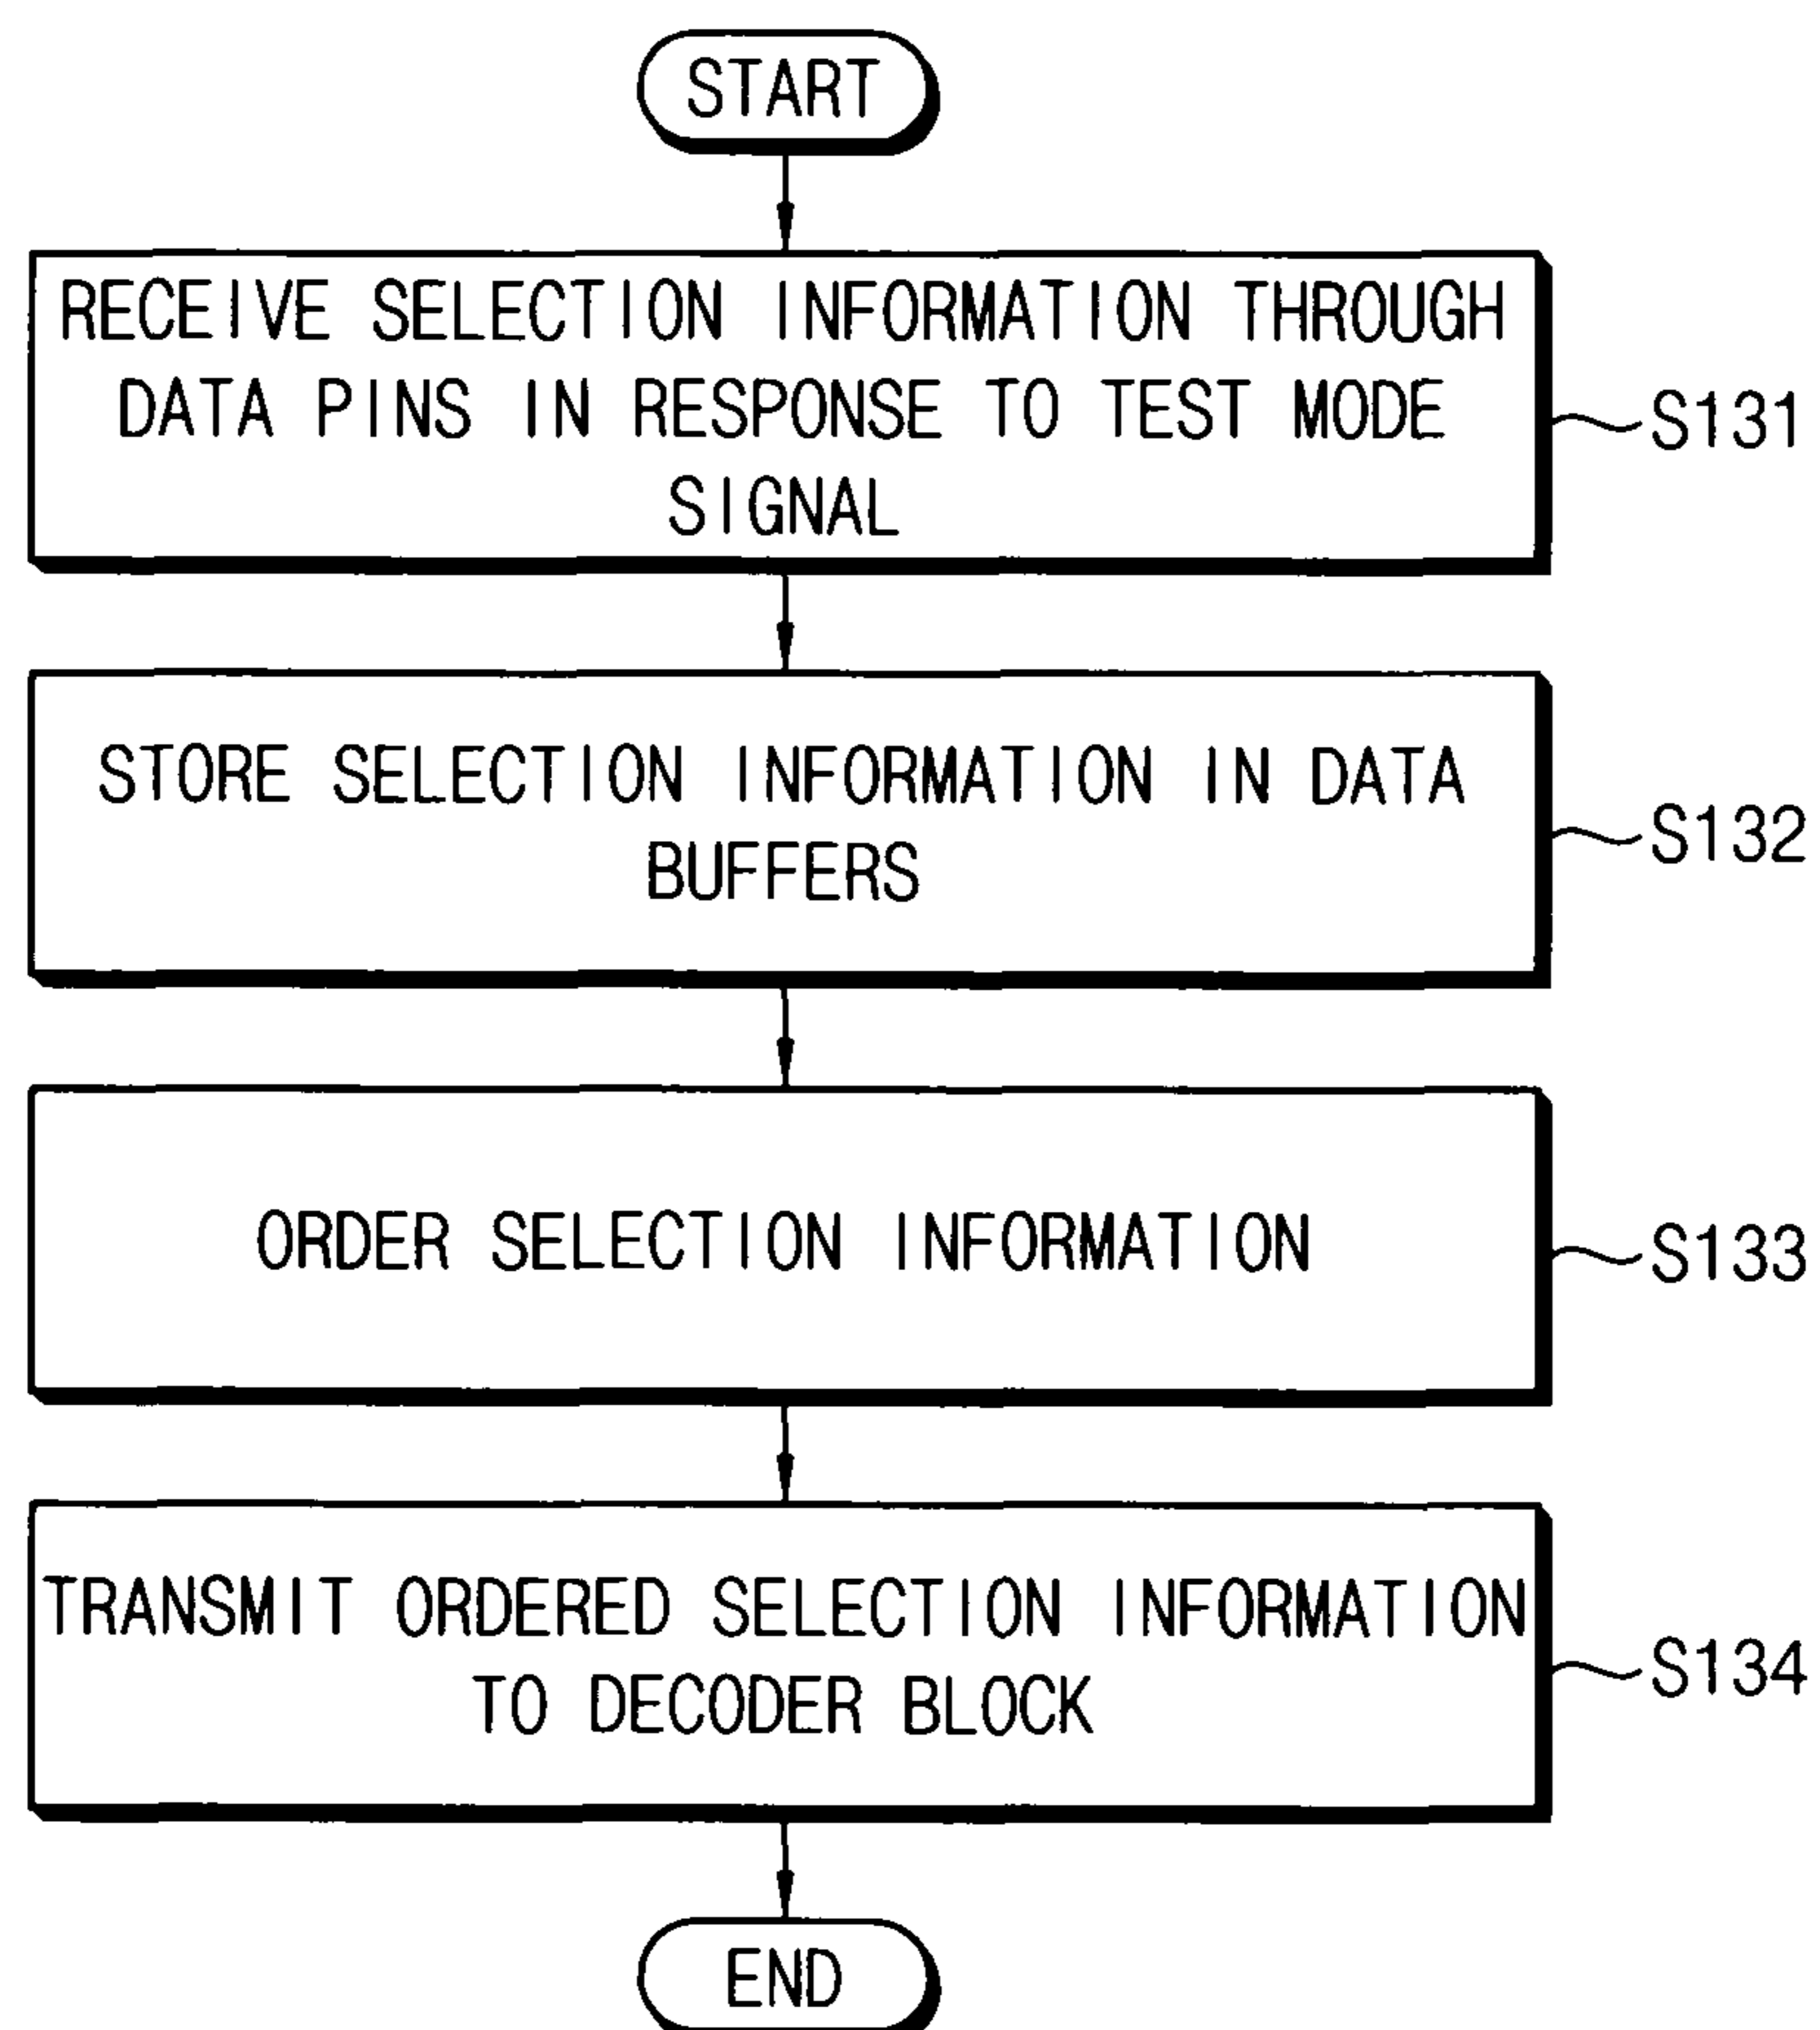 START
RECEIVE SELECTION INFORMATION THROUGH
DATA PINS IN RESPONSE TO TEST MODE
SIGNAL
S131
STORE SELECTION INFORMATION IN DATA
BUFFERS
S132
ORDER SELECTION INFORMATION
S133
TRANSMIT ORDERED SELECTION INFORMATION
TO DECODER BLOCK
S134
END